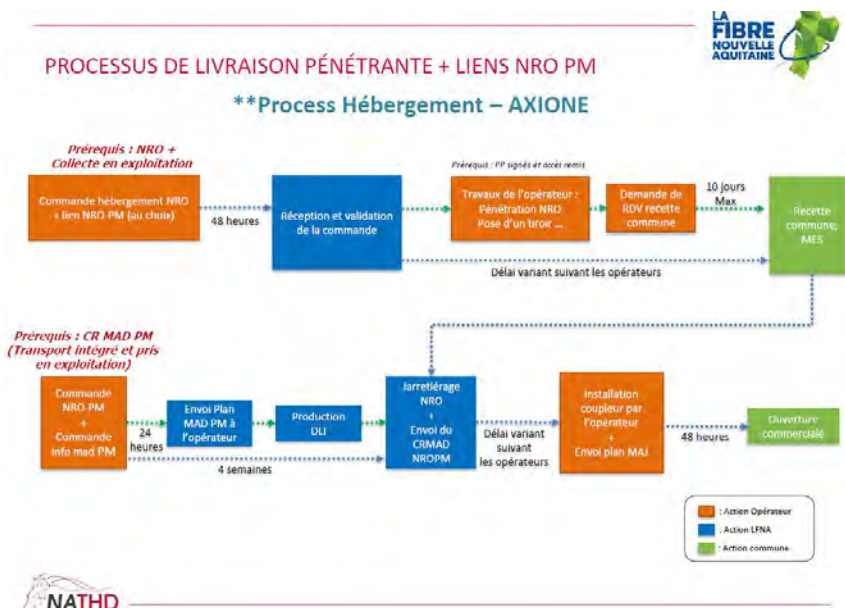 LA
FIBRE
NOUVELLE
AQUITAINE
PROCESSUS DE LIVRAISON PÉNÉTRANTE + LIENS NRO PM
**Process Hébergement – AXIONE
Prérequis : NRO +
Collecte en exploitation
Commande hébergement NRO
+ lien NRO-PM (au choix)
48 heures
Réception et validation
de la commande
Prérequis : PP signés et accès remis
Travaux de l'opérateur :
Pénétration NRO
Pose d'un tiroir ...
Demande de
RDV recette
commune
10 jours
Max
Recette
commune,
MES
Délai variant suivant les opérateurs
Prérequis : CR MAD PM
(Transport intégré et pris
en exploitation)
Commande
NRO-PM
+
Commande
info mad PM
24
heures
Envoi Plan
MAD PM à
l'opérateur
Production
DLI
4 semaines
Jarretiérage
NRO
+
Envoi du
CRMAD
NROPM
Délai variant
suivant
les opérateurs
Installation
coupleur par
l'opérateur
+
Envoi plan MAJ
48 heures
Ouverture
commerciale
: Action Opérateur
: Action LFNA
: Action commune
NATHD